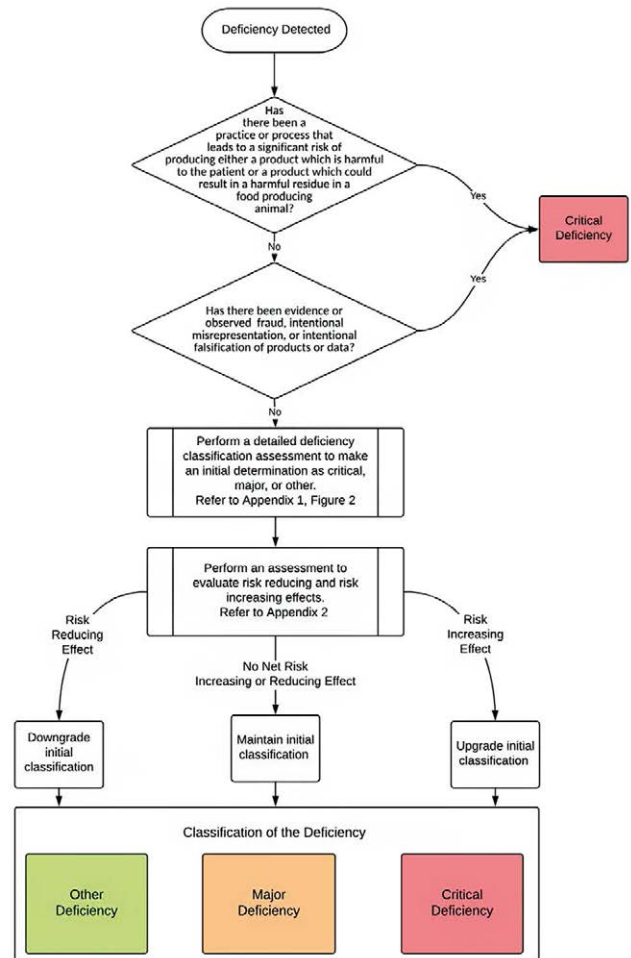 Deficiency Detected
Has
there been a
practice or process that
leads to a significant risk of
producing either a product which is harmful
to the patient or a product which could
result in a harmful residue in a
food producing
animal?
Yes
Critical
Deficiency
No
Has there been evidence or
observed fraud, intentional
misrepresentation, or intentional
falsification of products or data?
Yes
No
Perform a detailed deficiency
classification assessment to make
an initial determination as critical,
major, or other.
Refer to Appendix 1, Figure 2
Perform an assessment to
evaluate risk reducing and risk
increasing effects.
Refer to Appendix 2
Risk
Reducing
Effect
No Net Risk
Increasing or Reducing Effect
Risk
Increasing
Effect
Downgrade
initial
classification
Maintain initial
classification
Upgrade initial
classification
Classification of the Deficiency
Other
Deficiency
Major
Deficiency
Critical
Deficiency